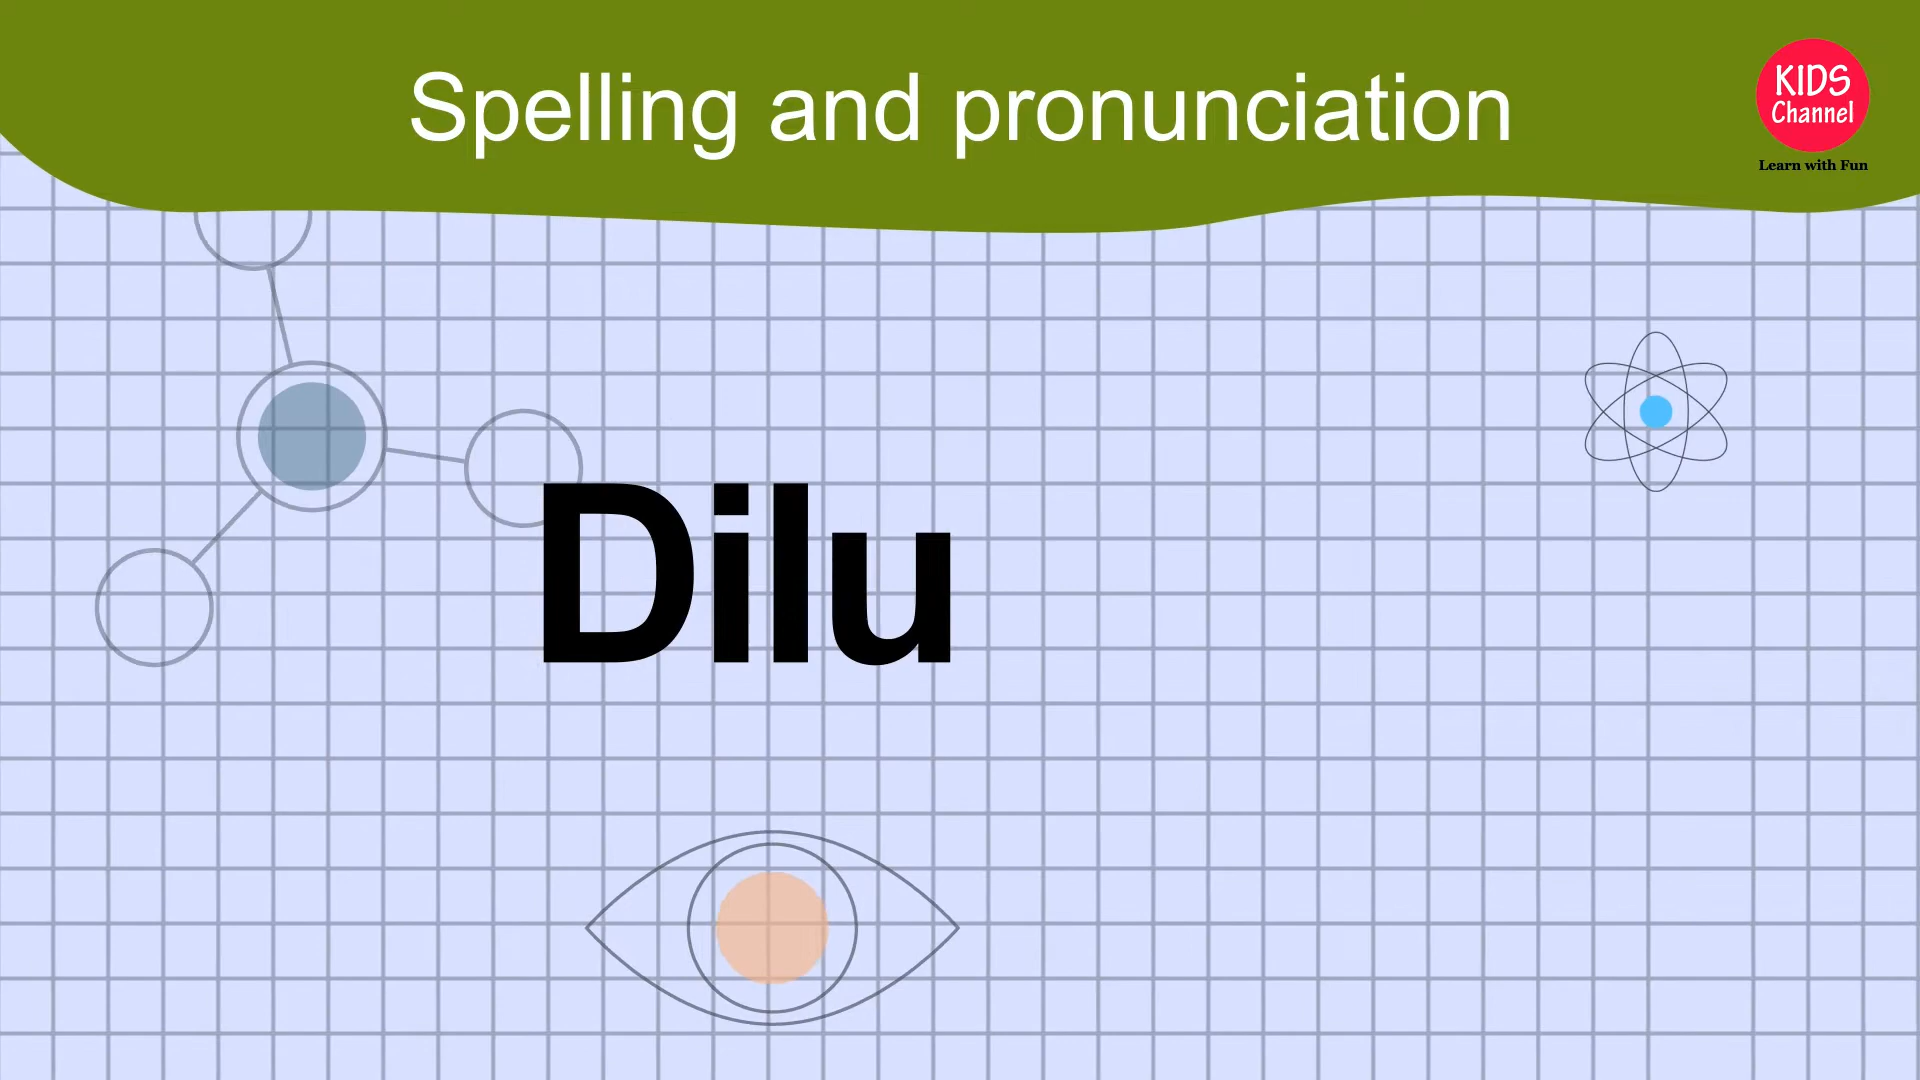 Spelling and pronunciation
KIDS
Channel
Learn with Fun
Dilu